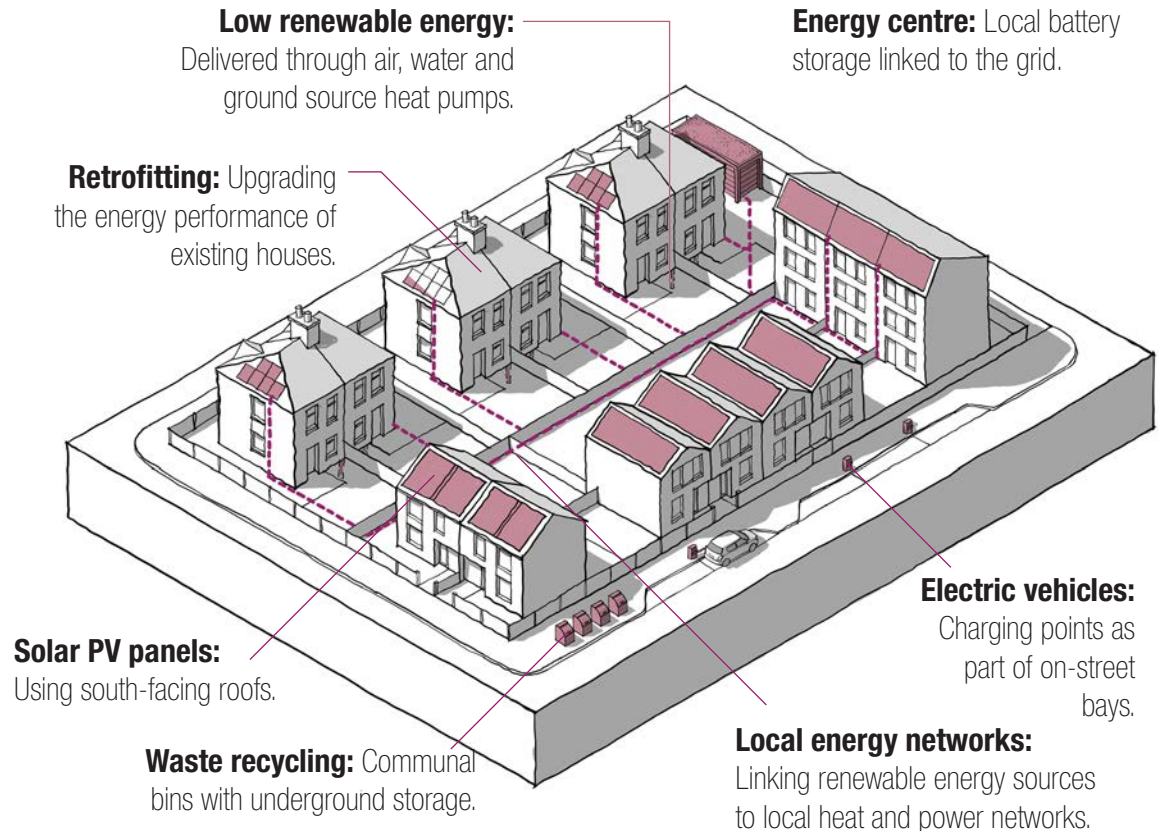 Low renewable energy:
Delivered through air, water and
ground source heat pumps.
Energy centre: Local battery
storage linked to the grid.
Retrofitting: Upgrading
the energy performance of
existing houses.
Solar PV panels:
Using south-facing roofs.
Waste recycling: Communal
bins with underground storage.
Electric vehicles:
Charging points as
part of on-street
bays.
Local energy networks:
Linking renewable energy sources
to local heat and power networks.